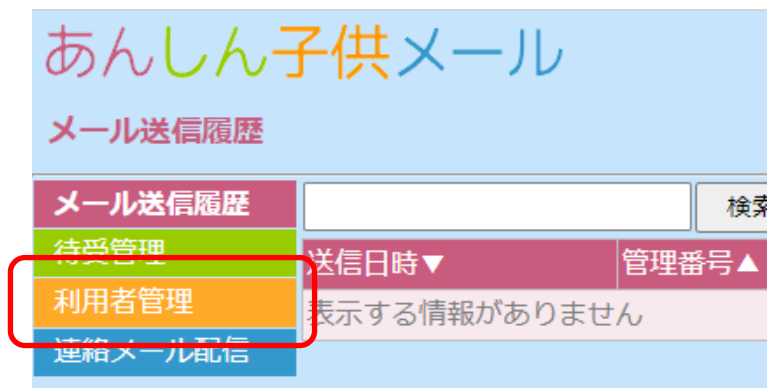 あんしん子供メール
メール送信履歴
メール送信履歴
検索
待受管理
送信日時▼ 管理番号▲
利用者管理
表示する情報がありません
連絡メール配信